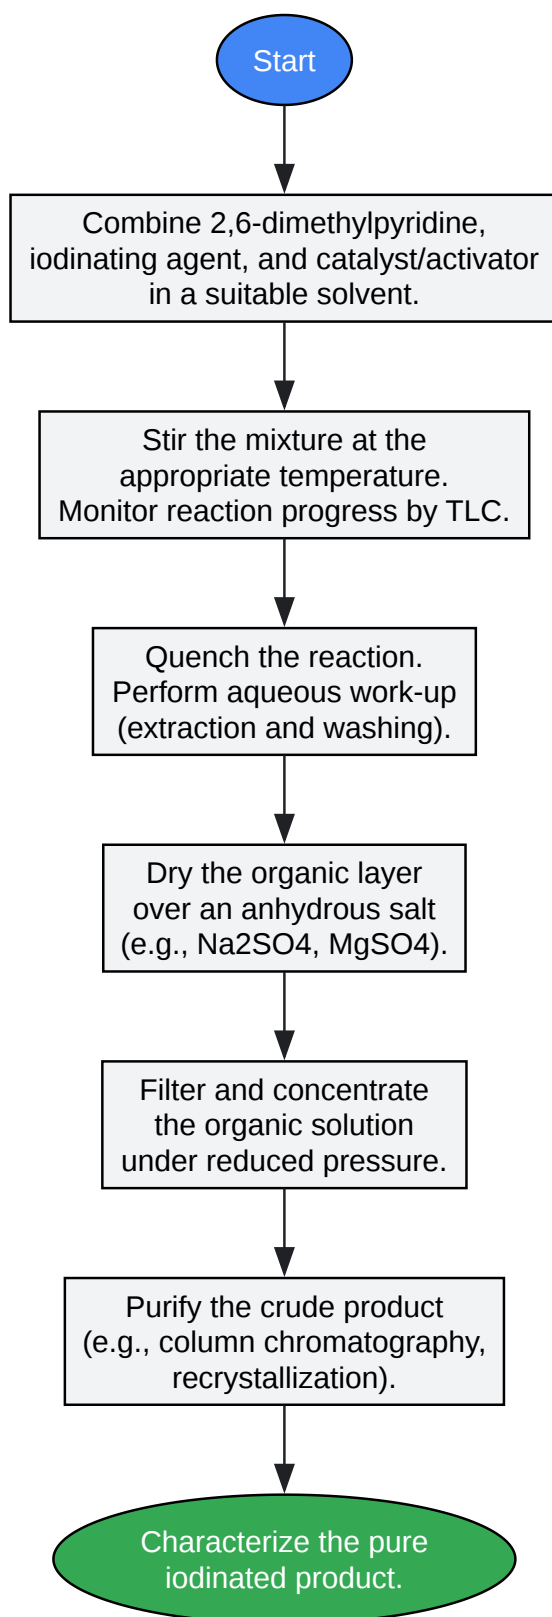 Start
Combine 2,6-dimethylpyridine,
iodinating agent, and catalyst/activator
in a suitable solvent.
Stir the mixture at the
appropriate temperature.
Monitor reaction progress by TLC.
Quench the reaction.
Perform aqueous work-up
(extraction and washing).
Dry the organic layer
over an anhydrous salt
(e.g., Na2SO4, MgSO4).
Filter and concentrate
the organic solution
under reduced pressure.
Purify the crude product
(e.g., column chromatography,
recrystallization).
Characterize the pure
iodinated product.